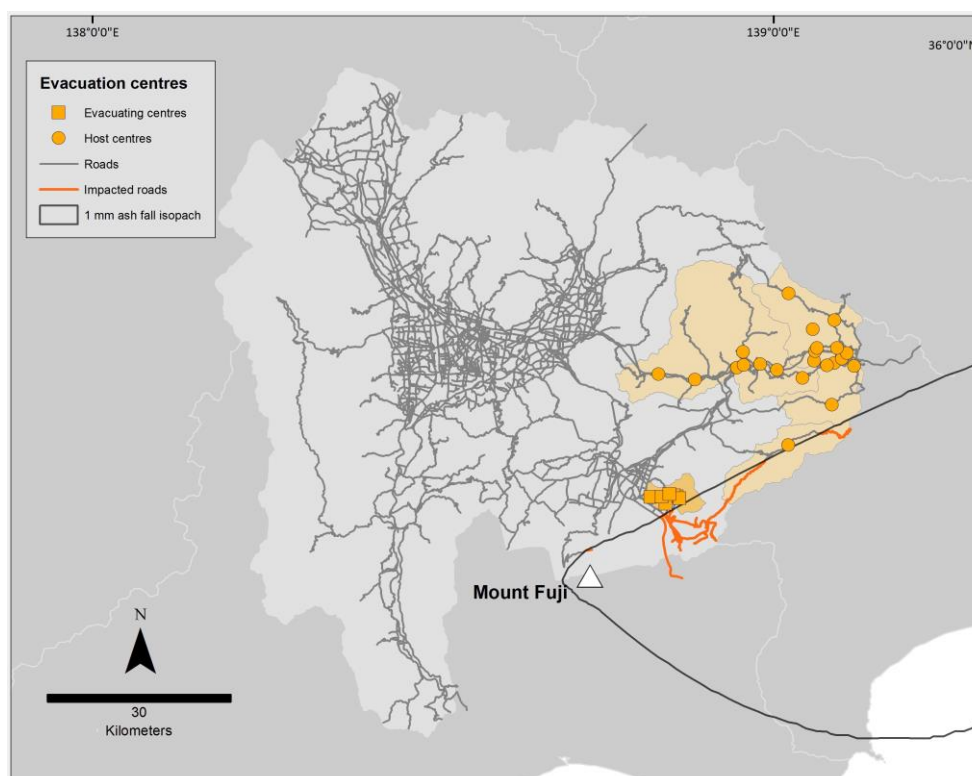 138°0'0"E
139°0'0"E
36°0'0"N
Evacuation centres
Evacuating centres
Host centres
Roads
Impacted roads
1 mm ash fall isopach
Mount Fuji
N
30
Kilometers